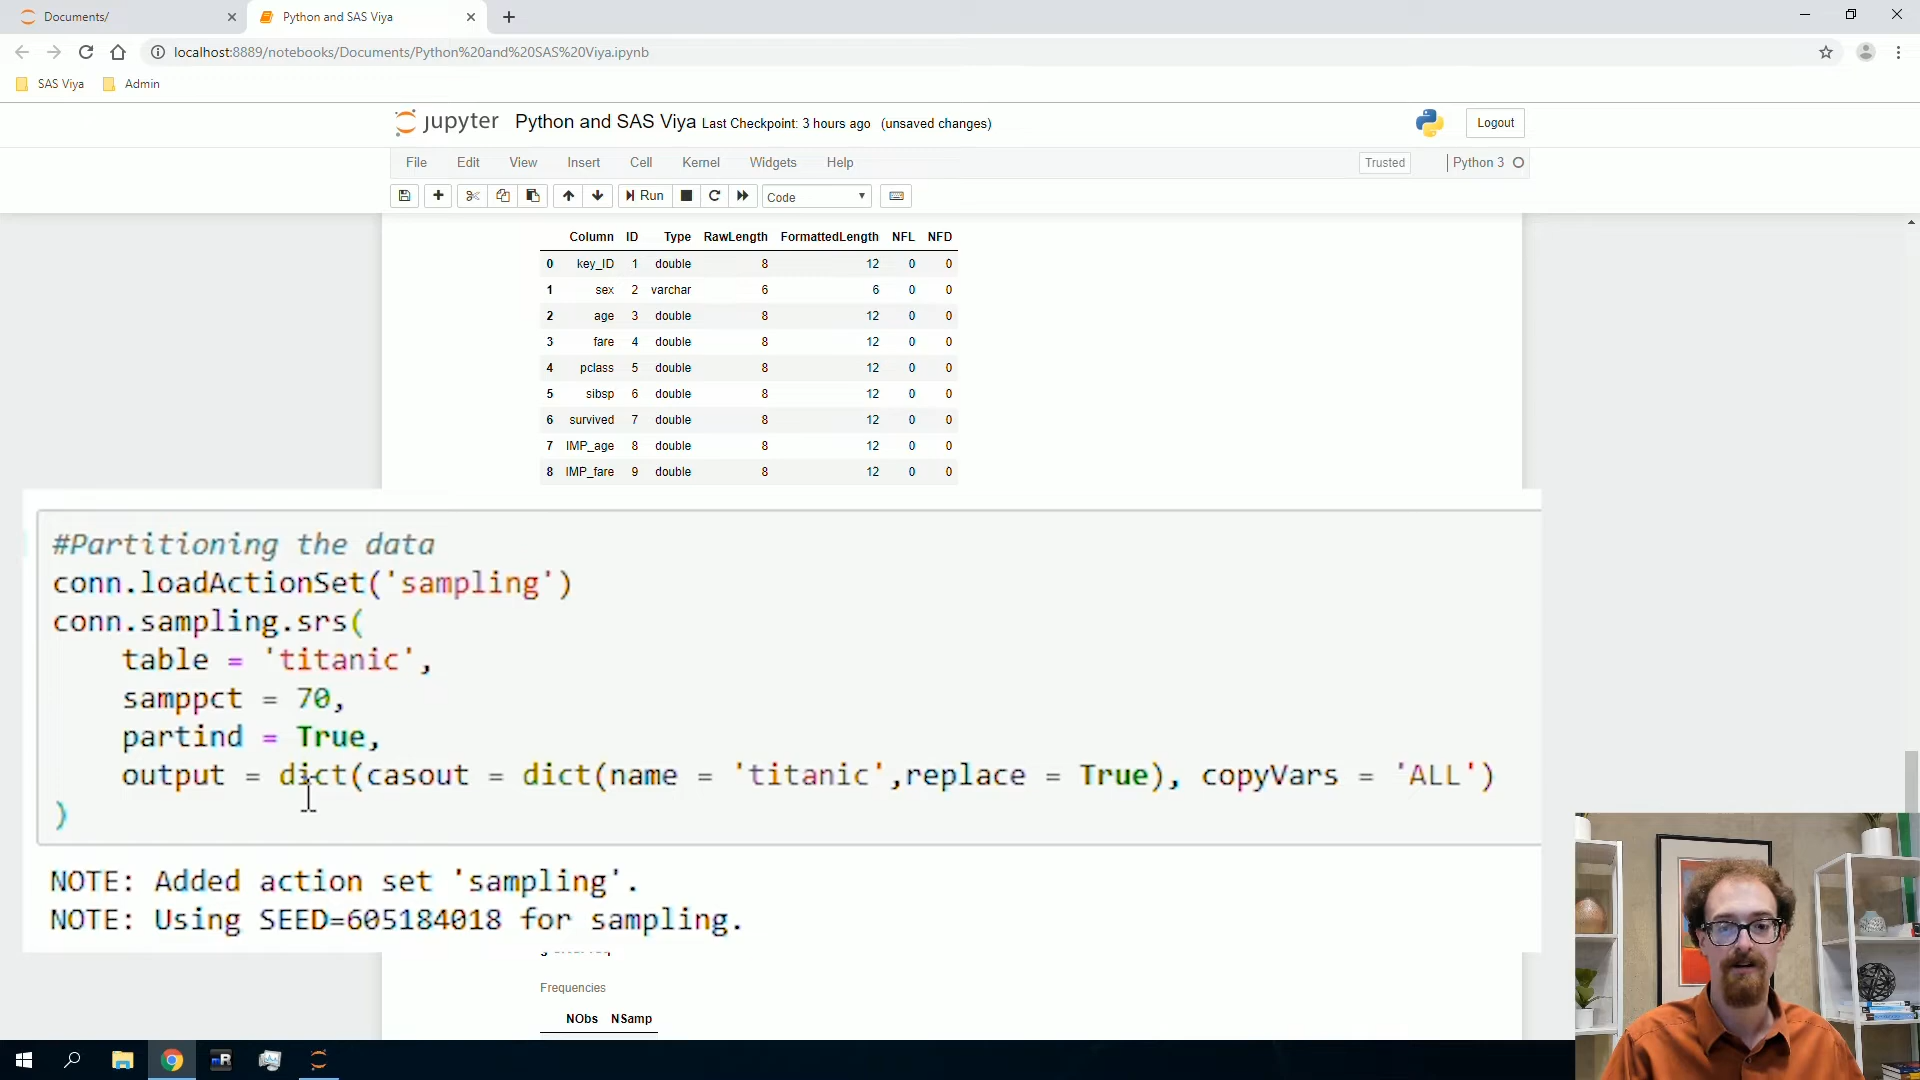 Documents/
Python and SAS Viya
localhost:8889/notebooks/Documents/Python%20and%20SAS%20Viya.ipynb
SAS Viya
Admin
jupyter Python and SAS Viya Last Checkpoint: 3 hours ago (unsaved changes)
Logout
File Edit View Insert Cell Kernel Widgets Help
Trusted
Python 3
Run
Code
Column ID Type RawLength FormattedLength NFL NFD
0 key_ID 1 double 8 12 0 0
1 sex 2 varchar 6 6 0 0
2 age 3 double 8 12 0 0
3 fare 4 double 8 12 0 0
4 pclass 5 double 8 12 0 0
5 sibsp 6 double 8 12 0 0
6 survived 7 double 8 12 0 0
7 IMP_age 8 double 8 12 0 0
8 IMP_fare 9 double 8 12 0 0
#Partitioning the data
conn.loadActionSet('sampling')
conn.sampling.srs(
table = 'titanic',
samppct = 70,
partind = True,
output = dict(casout = dict(name = 'titanic',replace = True), copyVars = 'ALL')
)
NOTE: Added action set 'sampling'.
NOTE: Using SEED=605184018 for sampling.
Frequencies
NObs NSamp